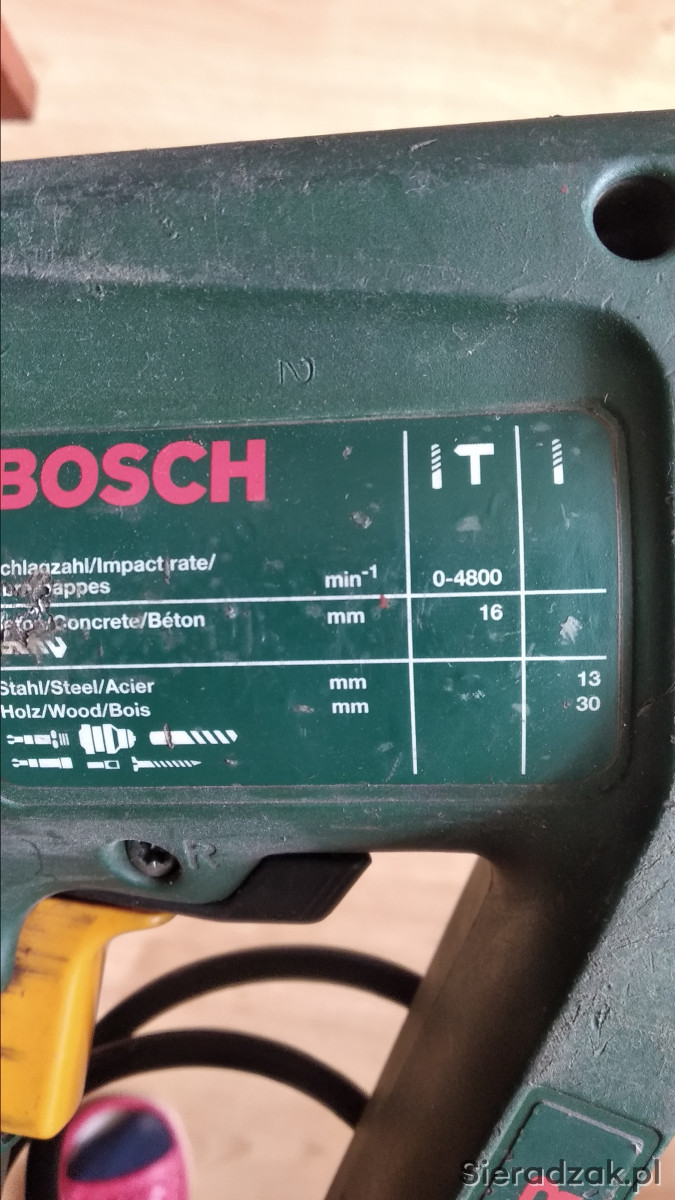 BOSCH
chlagzahl/Impact rate/
ppes
min-1 0-4800
Concrete/Béton mm 16
Stahl/Steel/Acier mm 13
Holz/Wood/Bois mm 30
R
Sieradzak.pl